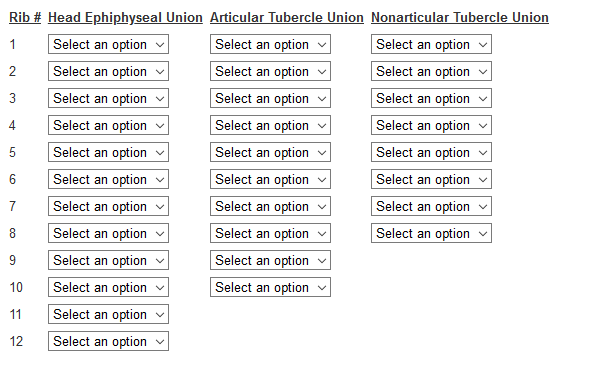 Rib # Head Ephiphyseal Union Articular Tubercle Union Nonarticular Tubercle Union
1 Select an option Select an option Select an option
2 Select an option Select an option Select an option
3 Select an option Select an option Select an option
4 Select an option Select an option Select an option
5 Select an option Select an option Select an option
6 Select an option Select an option Select an option
7 Select an option Select an option Select an option
8 Select an option Select an option Select an option
9 Select an option Select an option
10 Select an option Select an option
11 Select an option
12 Select an option